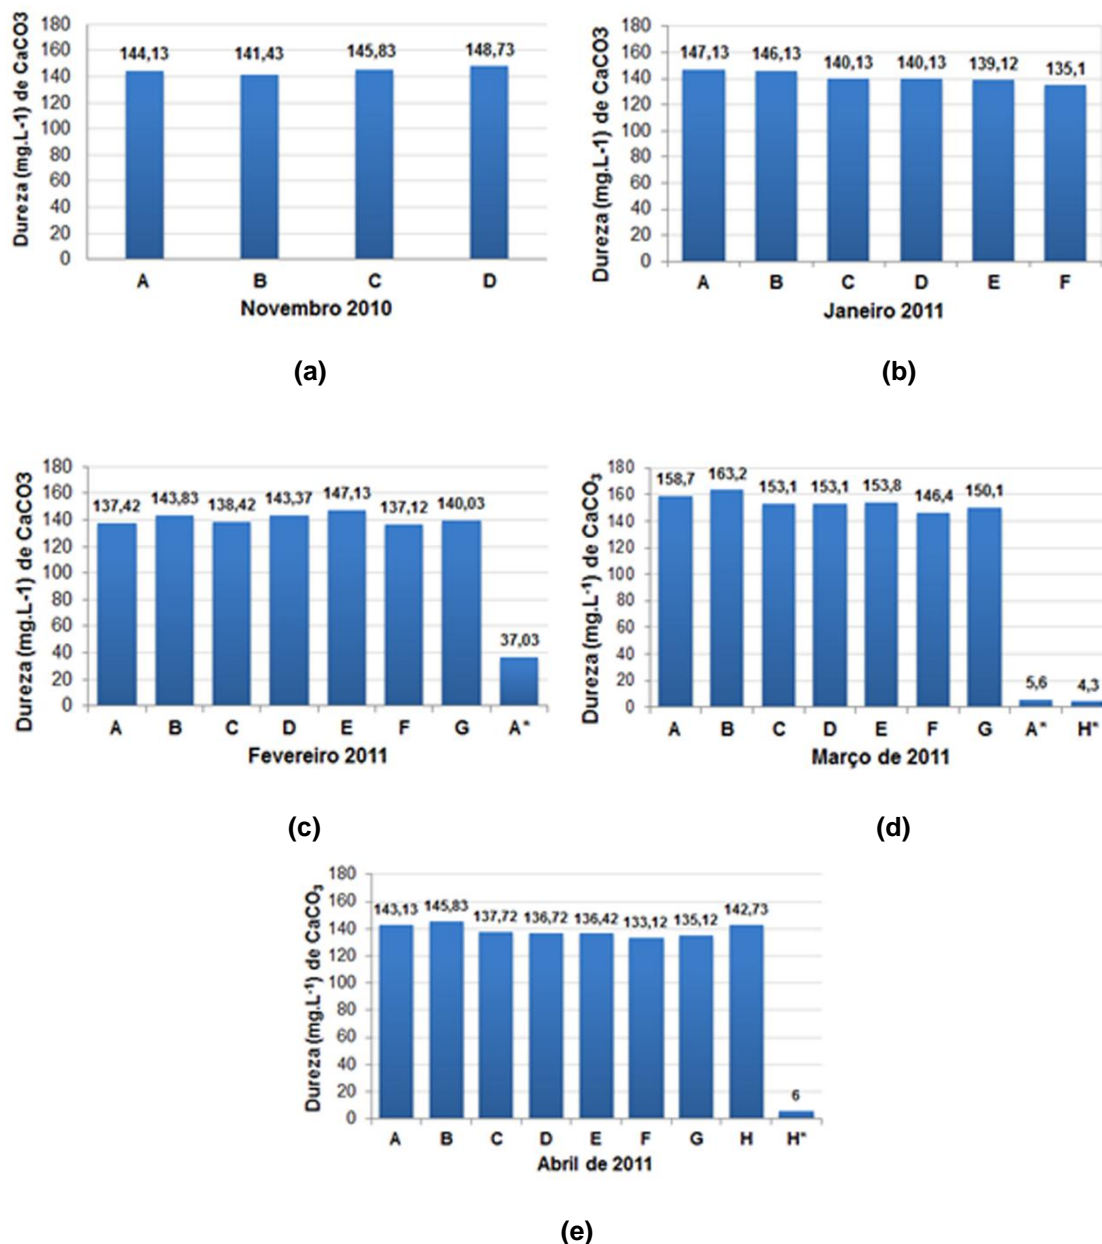 Dureza (mg.L-1) de CaCO3
180
160
140
120
100
80
60
40
20
0
144,13 141,43 145,83 148,73
A B C D
Novembro 2010
(a)
Dureza (mg.L-1) de CaCO3
180
160
140
120
100
80
60
40
20
0
147,13 146,13 140,13 140,13 139,12 135,1
A B C D E F
Janeiro 2011
(b)
Dureza (mg.L-1) de CaCO3
180
160
140
120
100
80
60
40
20
0
137,42 143,83 138,42 143,37 147,13 137,12 140,03 37,03
A B C D E F G A*
Fevereiro 2011
(c)
Dureza (mg.L⁻¹) de CaCO₃
180
160
140
120
100
80
60
40
20
0
158,7 163,2 153,1 153,1 153,8 146,4 150,1 5,6 4,3
A B C D E F G A* H*
Março de 2011
(d)
Dureza (mg.L⁻¹) de CaCO₃
180
160
140
120
100
80
60
40
20
0
143,13 145,83 137,72 136,72 136,42 133,12 135,12 142,73 6
A B C D E F G H H*
Abril de 2011
(e)